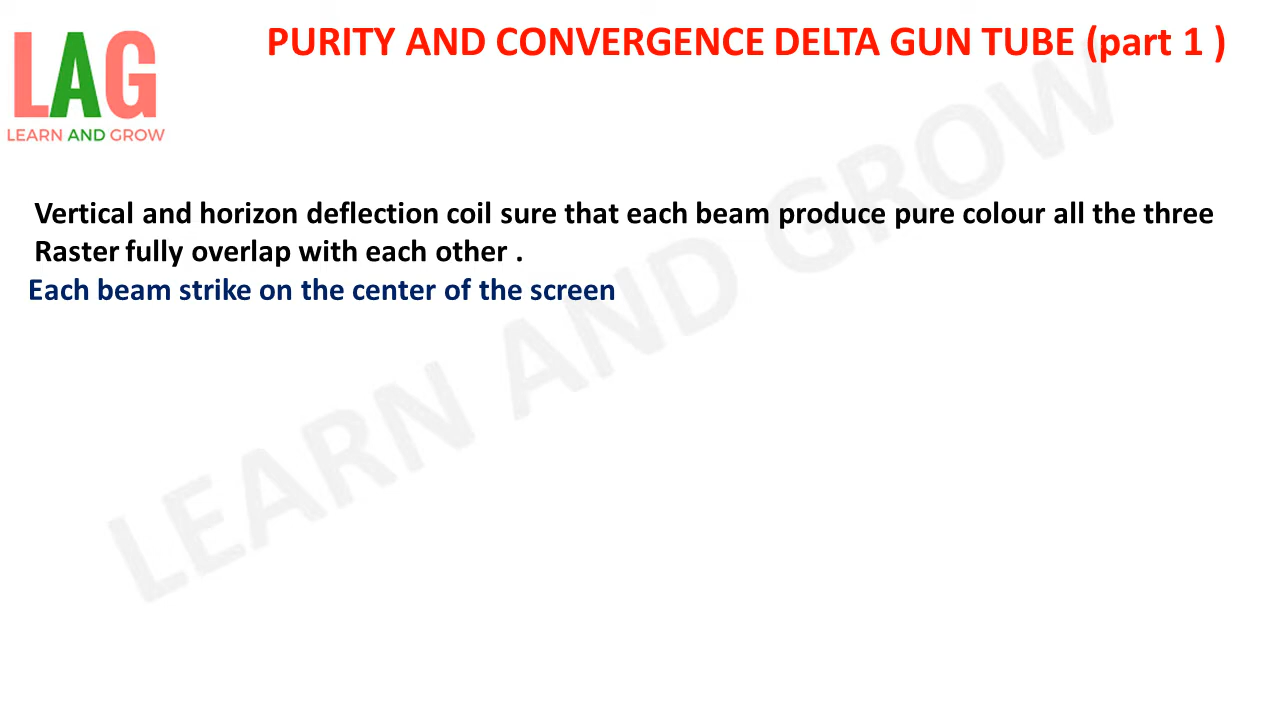 PURITY AND CONVERGENCE DELTA GUN TUBE (part 1 )
LAG
LEARN AND GROW
Vertical and horizon deflection coil sure that each beam produce pure colour all the three
Raster fully overlap with each other .
Each beam strike on the center of the screen
LEARN AND GROW